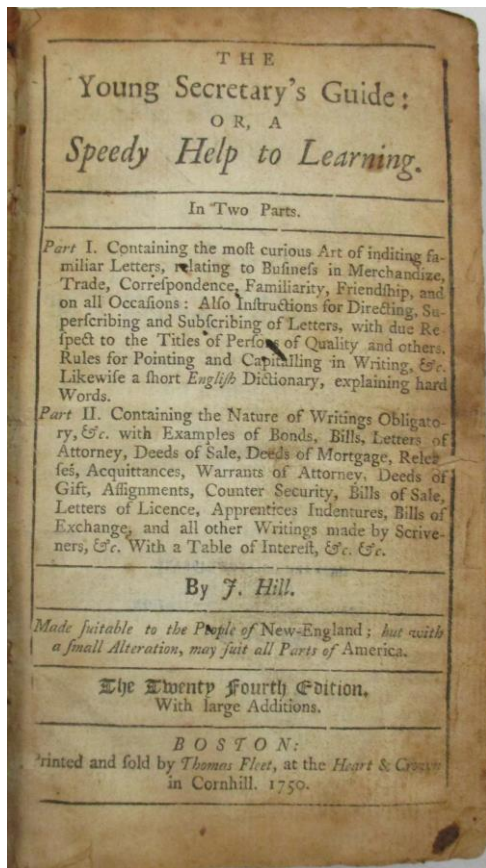 THE
Young Secretary's Guide:
OR, A
Speedy Help to Learning.
In Two Parts.
Part I. Containing the moſt curious Art of inditing fa-
miliar Letters, relating to Buſineſs in Merchandize,
Trade, Correſpondence, Familiarity, Friendſhip, and
on all Occaſions: Alſo Inſtructions for Directing, Su-
perſcribing and Subſcribing of Letters, with due Re-
ſpect to the Titles of Perſons of Quality and others.
Rules for Pointing and Capitalling in Writing, &c.
Likewiſe a ſhort Engliſh Dictionary, explaining hard
Words.
Part II. Containing the Nature of Writings Obligato-
ry, &c. with Examples of Bonds, Bills, Letters of
Attorney, Deeds of Sale, Deeds of Mortgage, Relea-
ſes, Acquittances, Warrants of Attorney, Deeds of
Gift, Aſſignments, Counter Security, Bills of Sale,
Letters of Licence, Apprentices Indentures, Bills of
Exchange, and all other Writings made by Scrive-
ners, &c. With a Table of Intereſt, &c. &c.
By J. Hill.
Made ſuitable to the People of New-England; but with
a ſmall Alteration, may ſuit all Parts of America.
The Twenty Fourth Edition.
With large Additions.
BOSTON:
Printed and ſold by Thomas Fleet, at the Heart & Crown
in Cornhill. 1750.